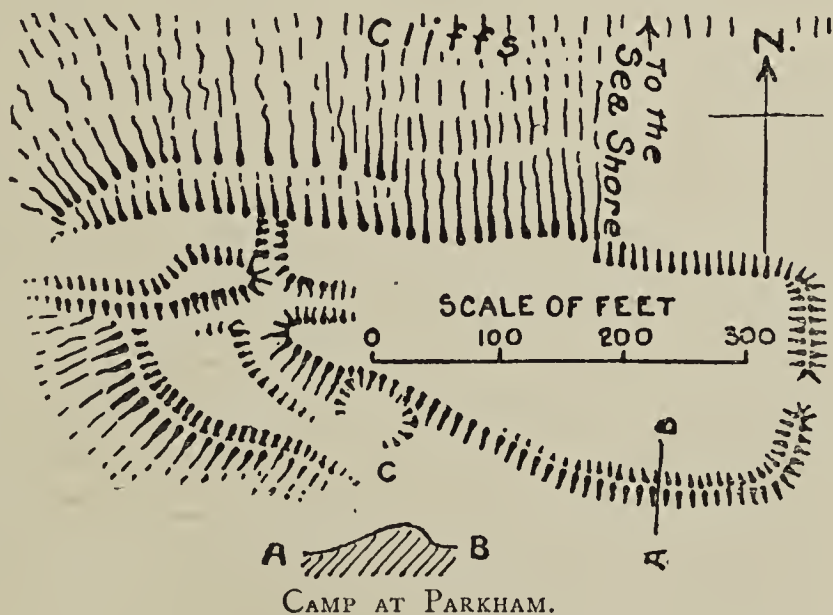 Cliffs
← To the
Sea Shore
N.
SCALE OF FEET
0 100 200 300
B
C
A
A B
CAMP AT PARKHAM.